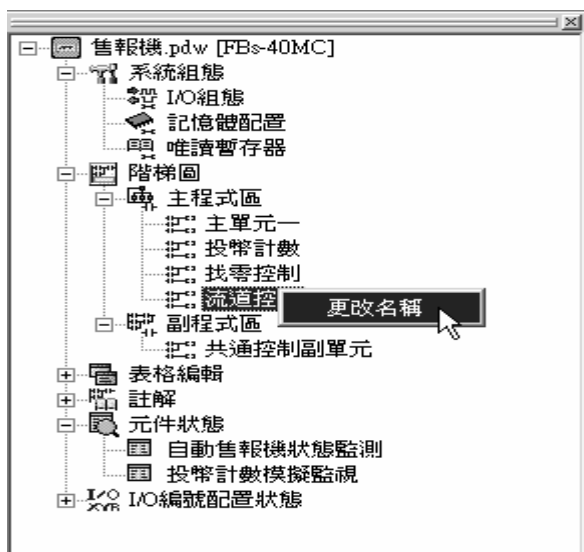 售報機.pdw [FBs-40MC]
系統組態
I/O組態
記憶體配置
唯讀暫存器
階梯圖
主程式區
主單元一
投幣計數
找零控制
流道控
更改名稱
副程式區
共通控制副單元
表格編輯
註解
元件狀態
自動售報機狀態監測
投幣計數模擬監視
I/O編號配置狀態